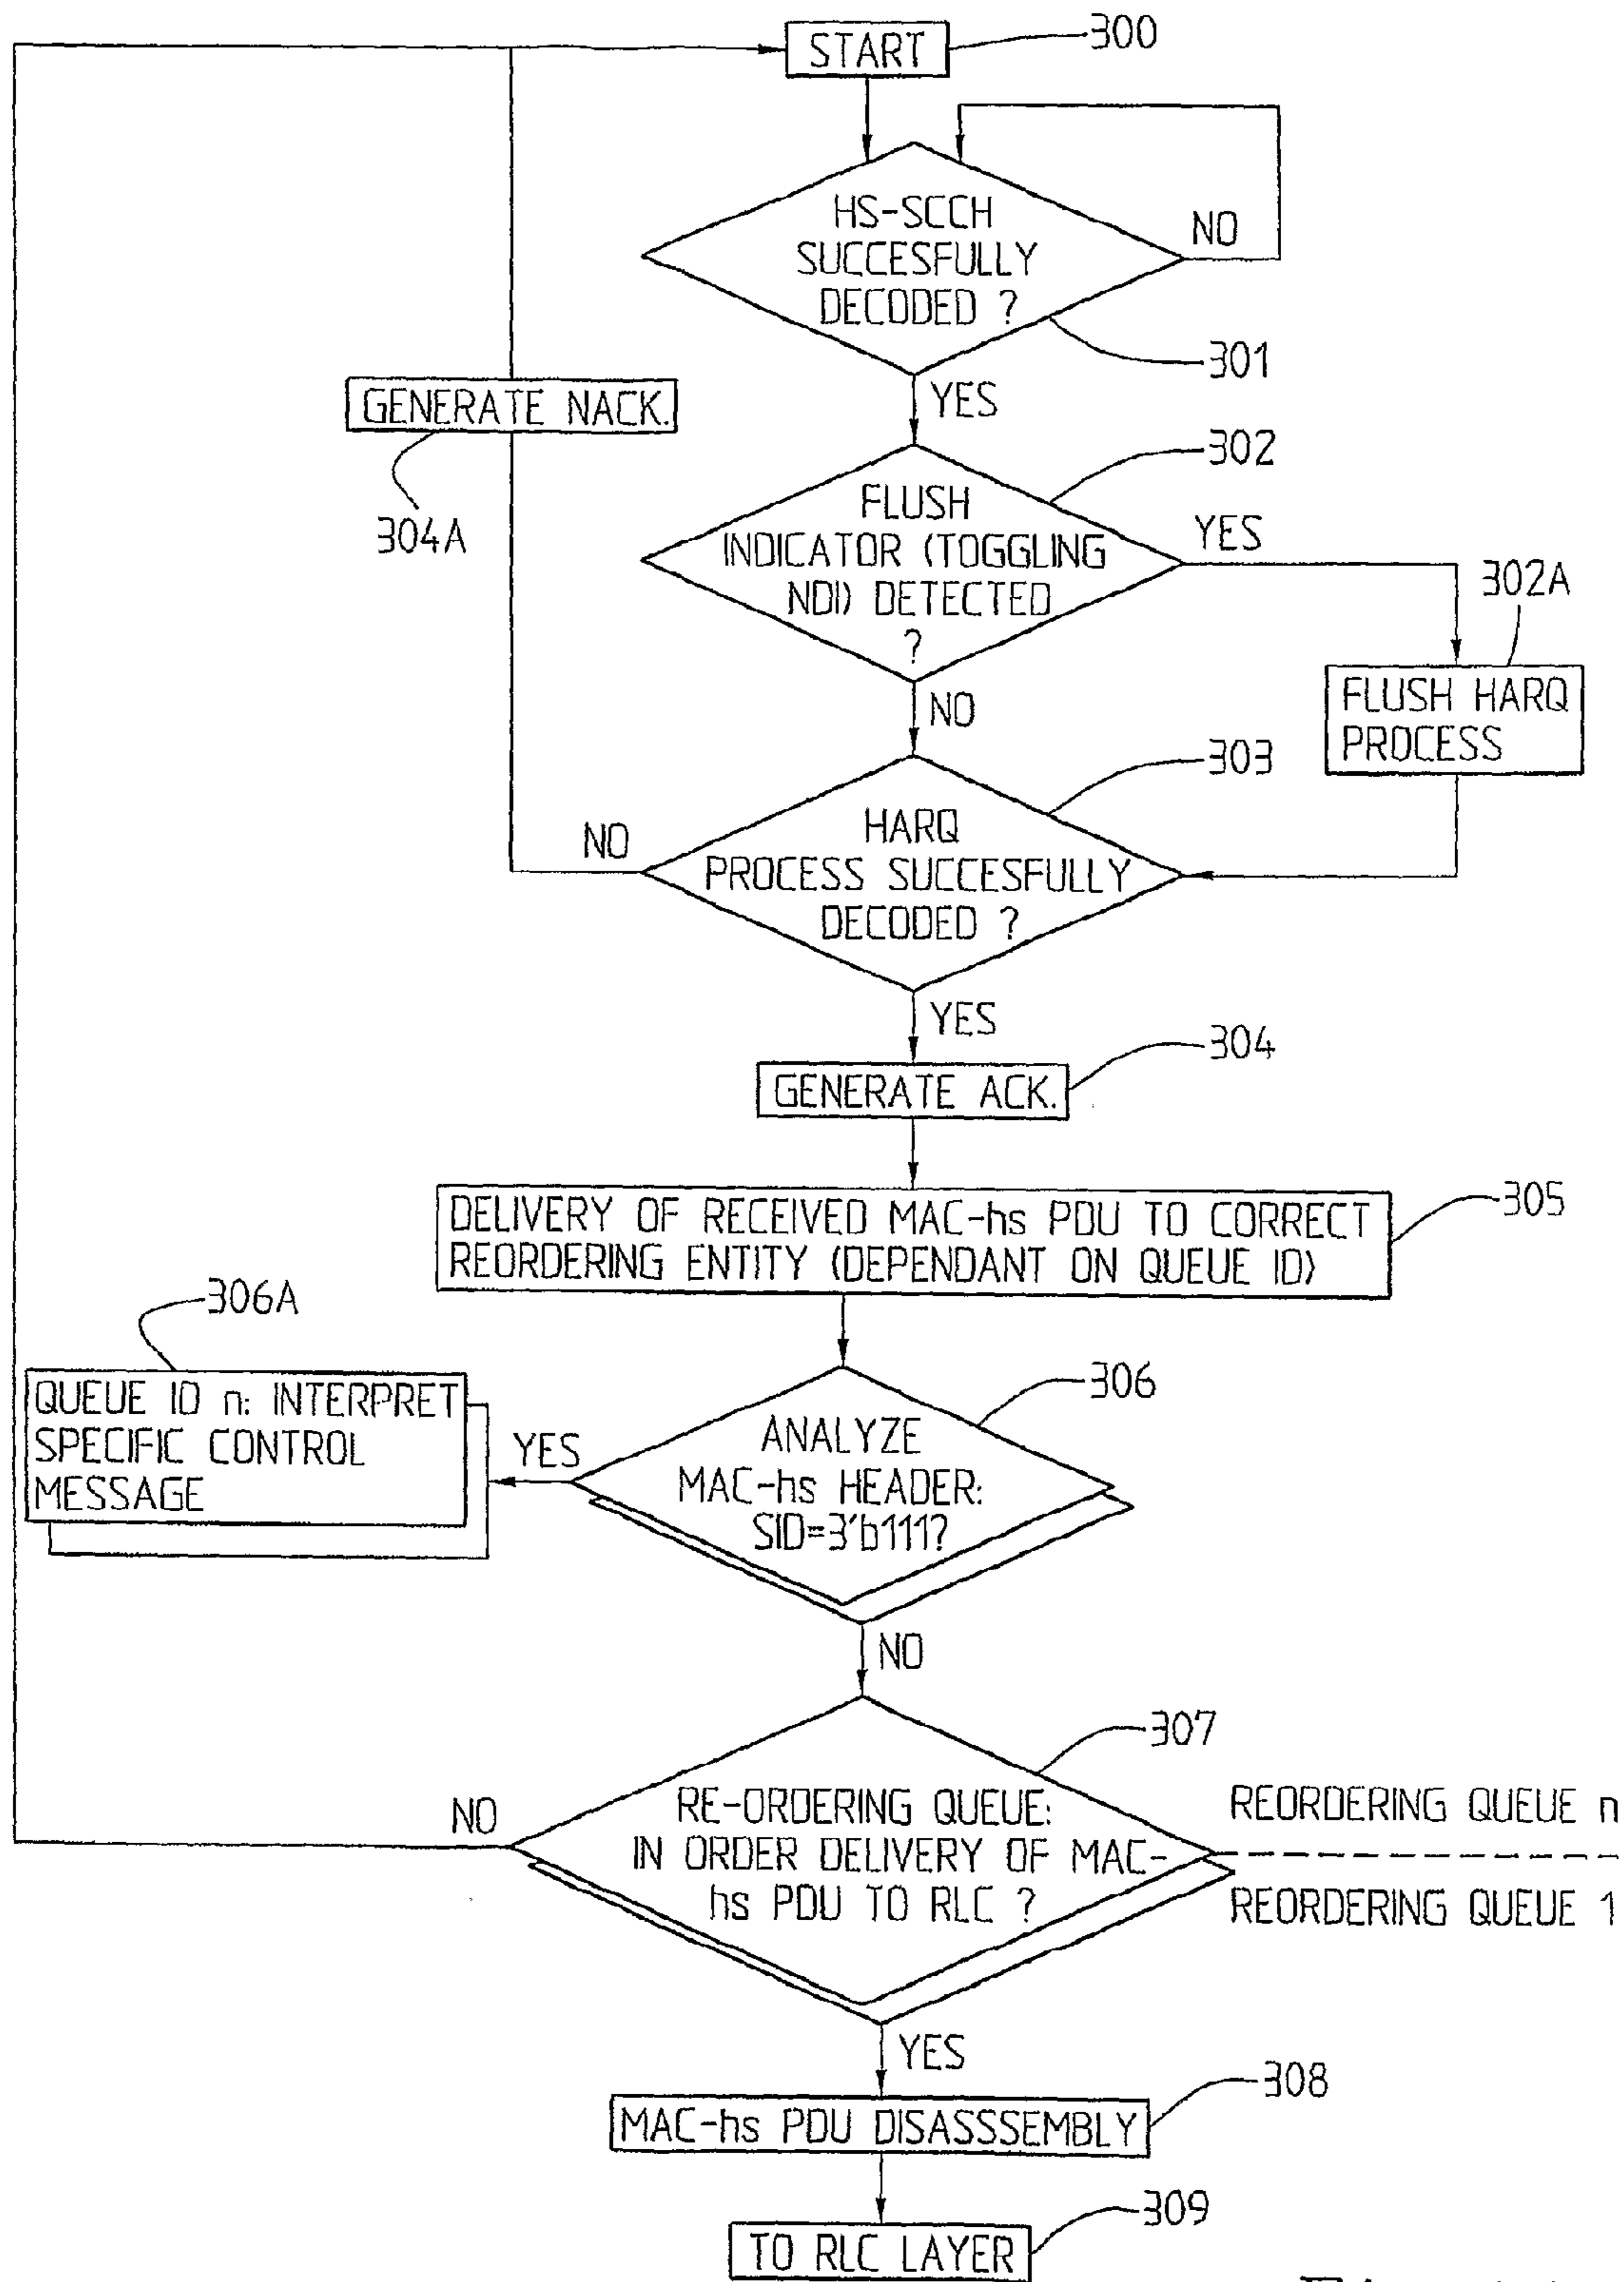 START
300
HS-SCCH
SUCCESFULLY
DECODED ?
NO
301
YES
GENERATE NACK.
304A
302
FLUSH
INDICATOR (TOGGLING
NDI) DETECTED
?
YES
302A
FLUSH HARQ
PROCESS
NO
303
HARQ
PROCESS SUCCESFULLY
DECODED ?
NO
YES
304
GENERATE ACK.
305
DELIVERY OF RECEIVED MAC-hs PDU TO CORRECT
REORDERING ENTITY (DEPENDANT ON QUEUE ID)
306A
QUEUE ID n: INTERPRET
SPECIFIC CONTROL
MESSAGE
YES
306
ANALYZE
MAC-hs HEADER:
SID=3'b111?
NO
307
NO
RE-ORDERING QUEUE:
IN ORDER DELIVERY OF MAC-
hs PDU TO RLC ?
REORDERING QUEUE n
REORDERING QUEUE 1
YES
308
MAC-hs PDU DISASSSEMBLY
309
TO RLC LAYER